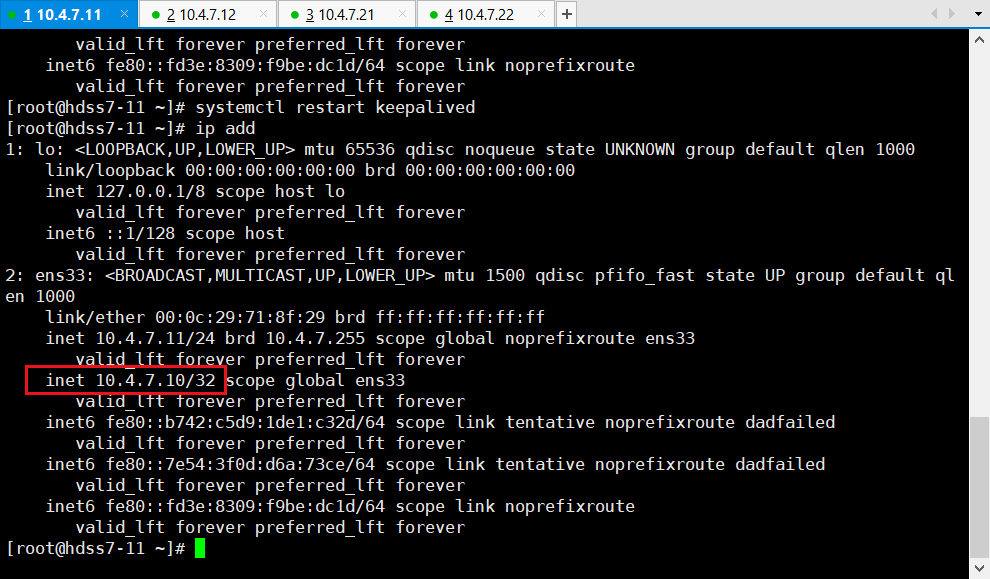 1 10.4.7.11 × 2 10.4.7.12 × 3 10.4.7.21 × 4 10.4.7.22 × +
valid_lft forever preferred_lft forever
inet6 fe80::fd3e:8309:f9be:dc1d/64 scope link noprefixroute
valid_lft forever preferred_lft forever
[root@hdss7-11 ~]# systemctl restart keepalived
[root@hdss7-11 ~]# ip add
1: lo: <LOOPBACK,UP,LOWER_UP> mtu 65536 qdisc noqueue state UNKNOWN group default qlen 1000
link/loopback 00:00:00:00:00:00 brd 00:00:00:00:00:00
inet 127.0.0.1/8 scope host lo
valid_lft forever preferred_lft forever
inet6 ::1/128 scope host
valid_lft forever preferred_lft forever
2: ens33: <BROADCAST,MULTICAST,UP,LOWER_UP> mtu 1500 qdisc pfifo_fast state UP group default ql
en 1000
link/ether 00:0c:29:71:8f:29 brd ff:ff:ff:ff:ff:ff
inet 10.4.7.11/24 brd 10.4.7.255 scope global noprefixroute ens33
valid_lft forever preferred_lft forever
inet 10.4.7.10/32 scope global ens33
valid_lft forever preferred_lft forever
inet6 fe80::b742:c5d9:1de1:c32d/64 scope link tentative noprefixroute dadfailed
valid_lft forever preferred_lft forever
inet6 fe80::7e54:3f0d:d6a:73ce/64 scope link tentative noprefixroute dadfailed
valid_lft forever preferred_lft forever
inet6 fe80::fd3e:8309:f9be:dc1d/64 scope link noprefixroute
valid_lft forever preferred_lft forever
[root@hdss7-11 ~]#